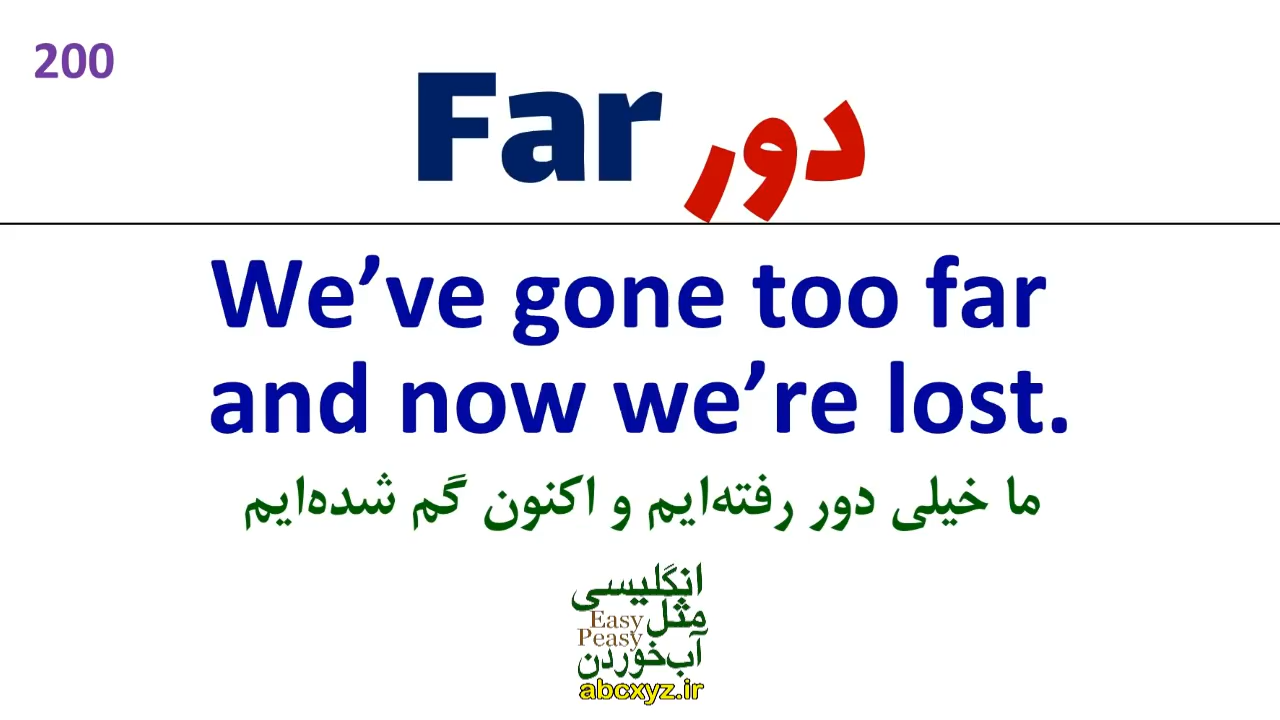 200
Far دور
We’ve gone too far
and now we’re lost.
ما خیلی دور رفته‌ایم و اکنون گم شده‌ایم
انگلیسی
مثل Easy
Peasy
آب‌خوردن
abcxyz.ir